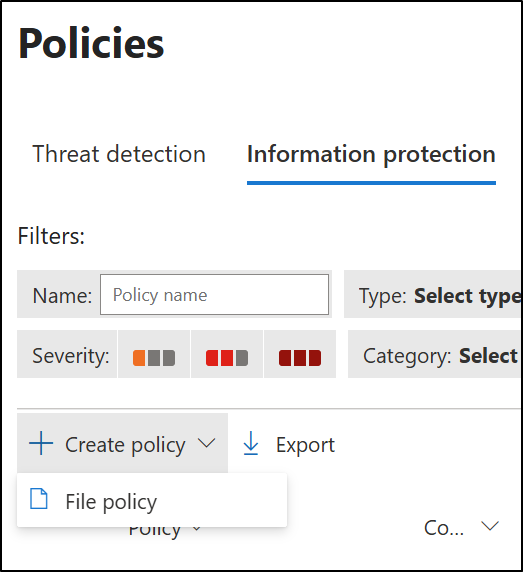 Policies
Threat detection Information protection
Filters:
Name: Policy name Type: Select type
Severity: Category: Select
Create policy Export
File policy
Policy Co...